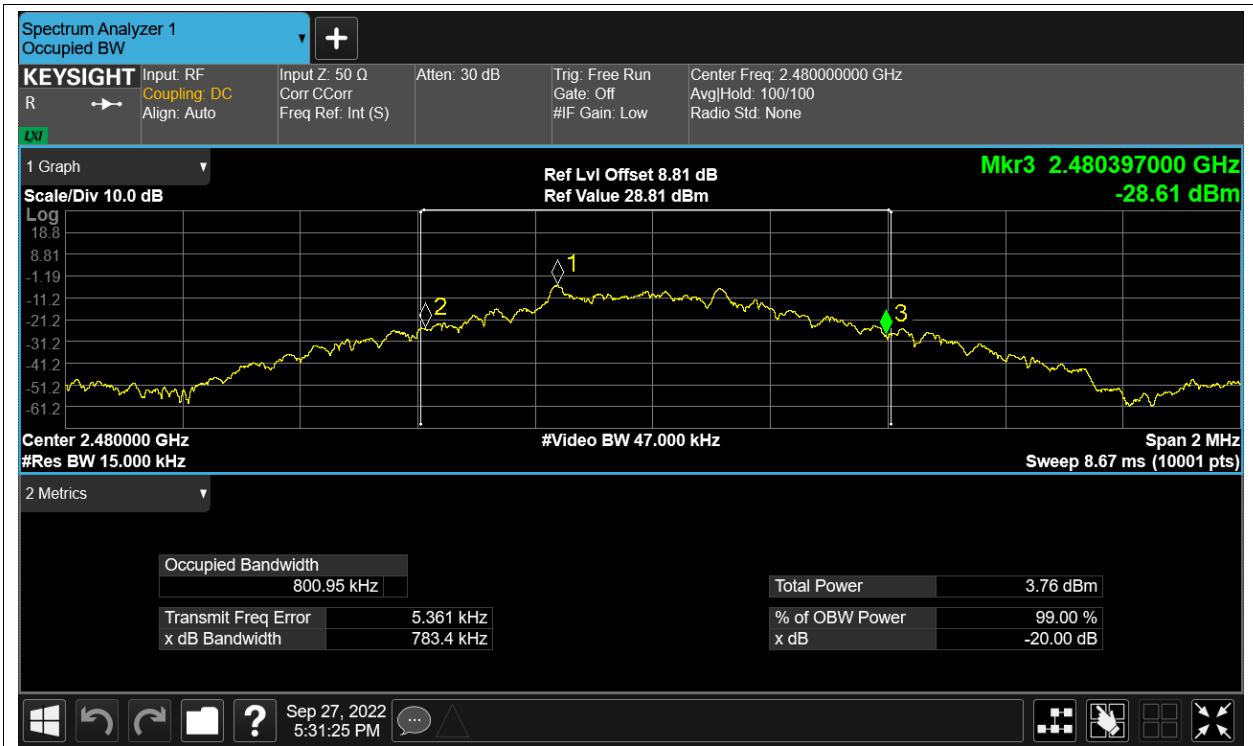 Spectrum Analyzer 1
Occupied BW
KEYSIGHT
R
LXI
Input: RF
Coupling: DC
Align: Auto
Input Z: 50 Ω
Corr CCorr
Freq Ref: Int (S)
Atten: 30 dB
Trig: Free Run
Gate: Off
#IF Gain: Low
Center Freq: 2.480000000 GHz
Avg|Hold: 100/100
Radio Std: None
1 Graph
Scale/Div 10.0 dB
Ref Lvl Offset 8.81 dB
Ref Value 28.81 dBm
Mkr3 2.480397000 GHz
-28.61 dBm
Log
18.8
8.81
-1.19
-11.2
-21.2
-31.2
-41.2
-51.2
-61.2
1
2
3
Center 2.480000 GHz
#Res BW 15.000 kHz
#Video BW 47.000 kHz
Span 2 MHz
Sweep 8.67 ms (10001 pts)
2 Metrics
Occupied Bandwidth
800.95 kHz
Transmit Freq Error 5.361 kHz
x dB Bandwidth 783.4 kHz
Total Power 3.76 dBm
% of OBW Power 99.00 %
x dB -20.00 dB
?
Sep 27, 2022
5:31:25 PM